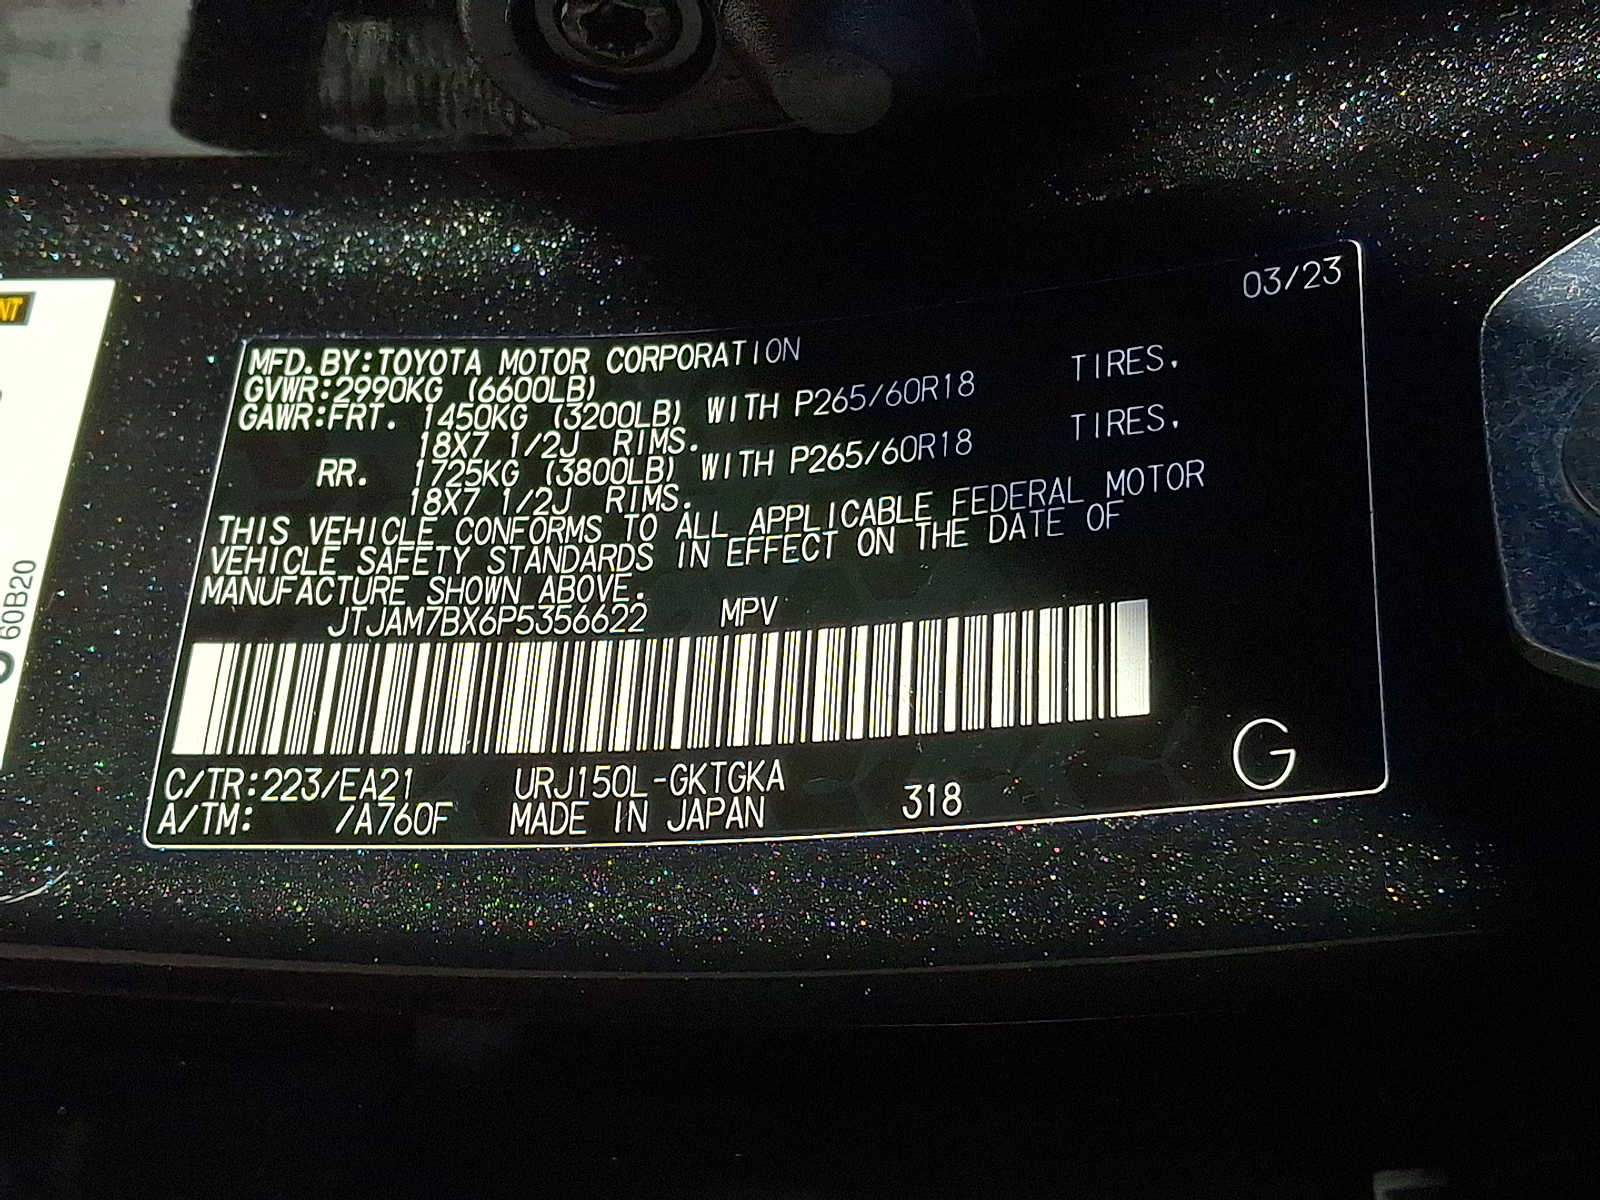 03/23
MFD. BY:TOYOTA MOTOR CORPORATION
GVWR:2990KG (6600LB)
GAWR:FRT. 1450KG (3200LB) WITH P265/60R18 TIRES.
18X7 1/2J RIMS.
RR. 1725KG (3800LB) WITH P265/60R18 TIRES.
18X7 1/2J RIMS.
THIS VEHICLE CONFORMS TO ALL APPLICABLE FEDERAL MOTOR
VEHICLE SAFETY STANDARDS IN EFFECT ON THE DATE OF
MANUFACTURE SHOWN ABOVE.
JTJAM7BX6P5356622 MPV
C/TR:223/EA21 URJ150L-GKTGKA
A/TM: /A760F MADE IN JAPAN 318
G
NT
60B20